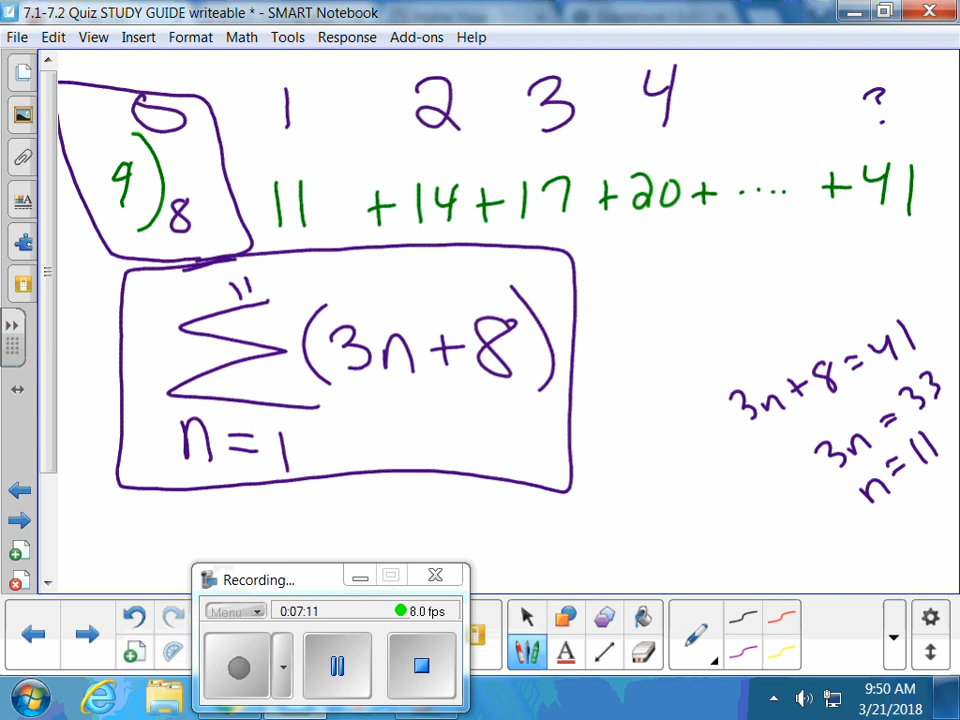 7.1-7.2 Quiz STUDY GUIDE writeable * - SMART Notebook
File Edit View Insert Format Math Tools Response Add-ons Help
0 1 2 3 4 ?
9) 8 11 +14+17 +20+ .... +41
11
Σ (3n+8)
n=1
3n+8=41
3n=33
n=11
Recording...
Menu 0:07:11 8.0 fps
9:50 AM
3/21/2018